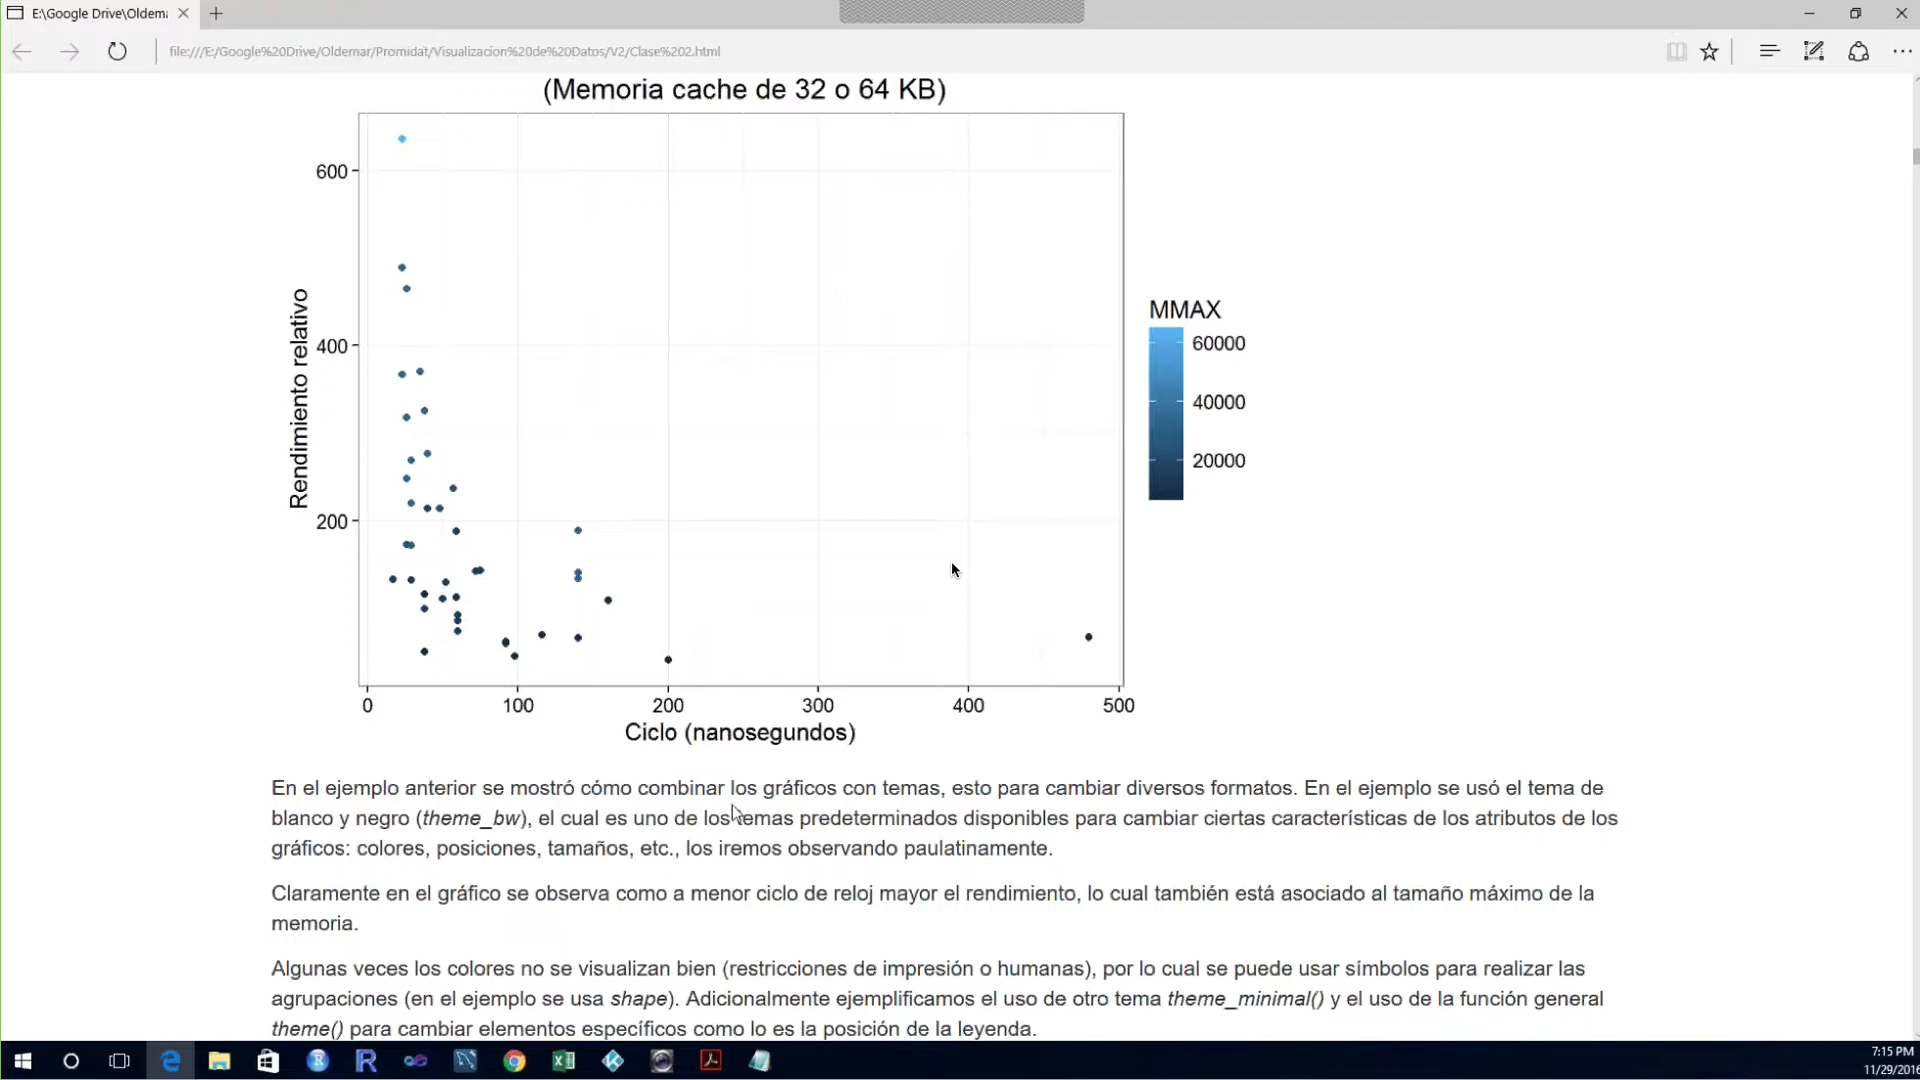 E:\Google Drive\Oldema
file:///E:/Google%20Drive/Oldemar/Promidat/Visualizacion%20de%20Datos/V2/Clase%202.html
(Memoria cache de 32 o 64 KB)
600
400
200
Rendimiento relativo
MMAX
60000
40000
20000
0 100 200 300 400 500
Ciclo (nanosegundos)
En el ejemplo anterior se mostró cómo combinar los gráficos con temas, esto para cambiar diversos formatos. En el ejemplo se usó el tema de
blanco y negro (theme_bw), el cual es uno de los temas predeterminados disponibles para cambiar ciertas características de los atributos de los
gráficos: colores, posiciones, tamaños, etc., los iremos observando paulatinamente.
Claramente en el gráfico se observa como a menor ciclo de reloj mayor el rendimiento, lo cual también está asociado al tamaño máximo de la
memoria.
Algunas veces los colores no se visualizan bien (restricciones de impresión o humanas), por lo cual se puede usar símbolos para realizar las
agrupaciones (en el ejemplo se usa shape). Adicionalmente ejemplificamos el uso de otro tema theme_minimal() y el uso de la función general
theme() para cambiar elementos específicos como lo es la posición de la leyenda.
7:15 PM
11/29/2016